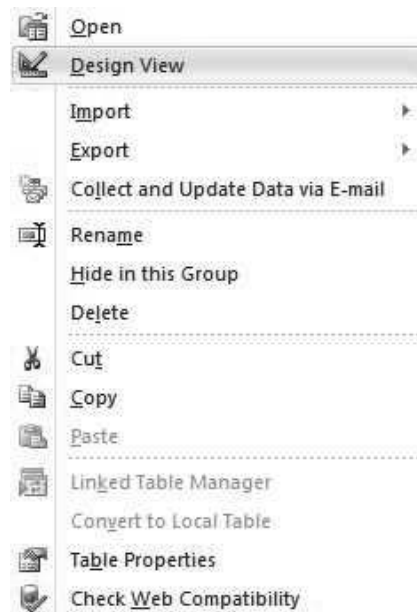 Open
Design View
Import
Export
Collect and Update Data via E-mail
Rename
Hide in this Group
Delete
Cut
Copy
Paste
Linked Table Manager
Convert to Local Table
Table Properties
Check Web Compatibility